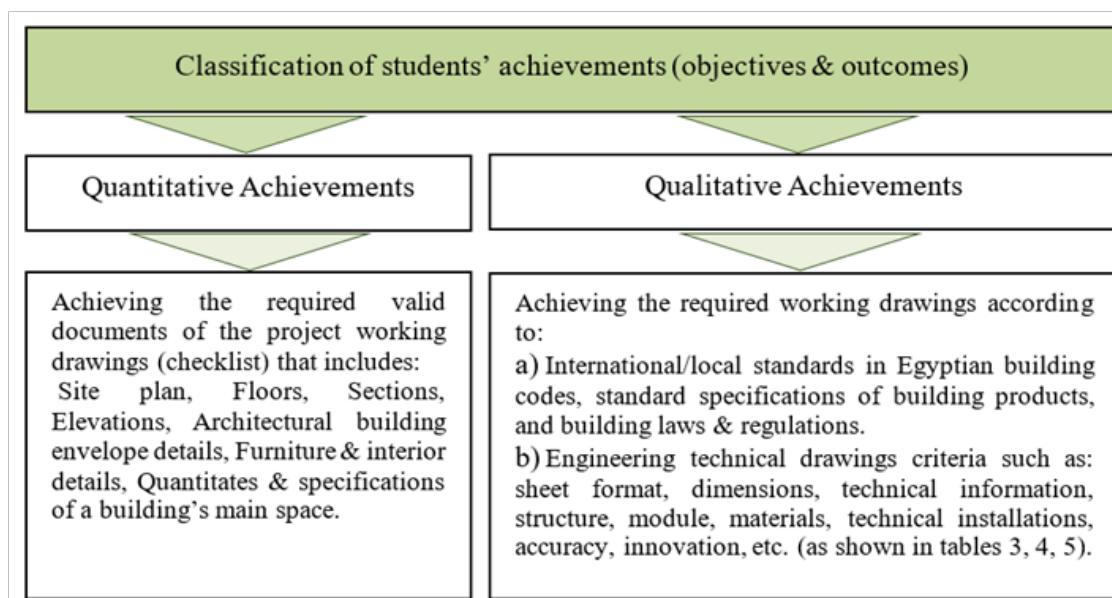 Classification of students’ achievements (objectives & outcomes)
Quantitative Achievements
Qualitative Achievements
Achieving the required valid
documents of the project working
drawings (checklist) that includes:
Site plan, Floors, Sections,
Elevations, Architectural building
envelope details, Furniture & interior
details, Quantitates & specifications
of a building’s main space.
Achieving the required working drawings according
to:
a) International/local standards in Egyptian building
codes, standard specifications of building products,
and building laws & regulations.
b) Engineering technical drawings criteria such as:
sheet format, dimensions, technical information,
structure, module, materials, technical installations,
accuracy, innovation, etc. (as shown in tables 3, 4, 5).